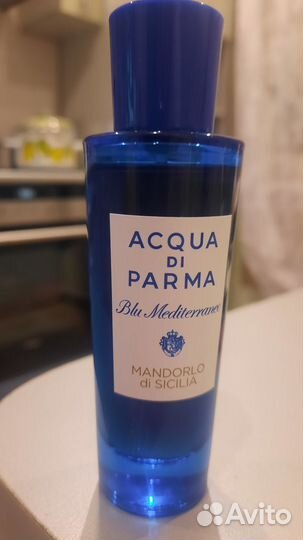 ACQUA
DI
PARMA
Blu Mediterraneo
MANDORLO
di SICILIA
Avito